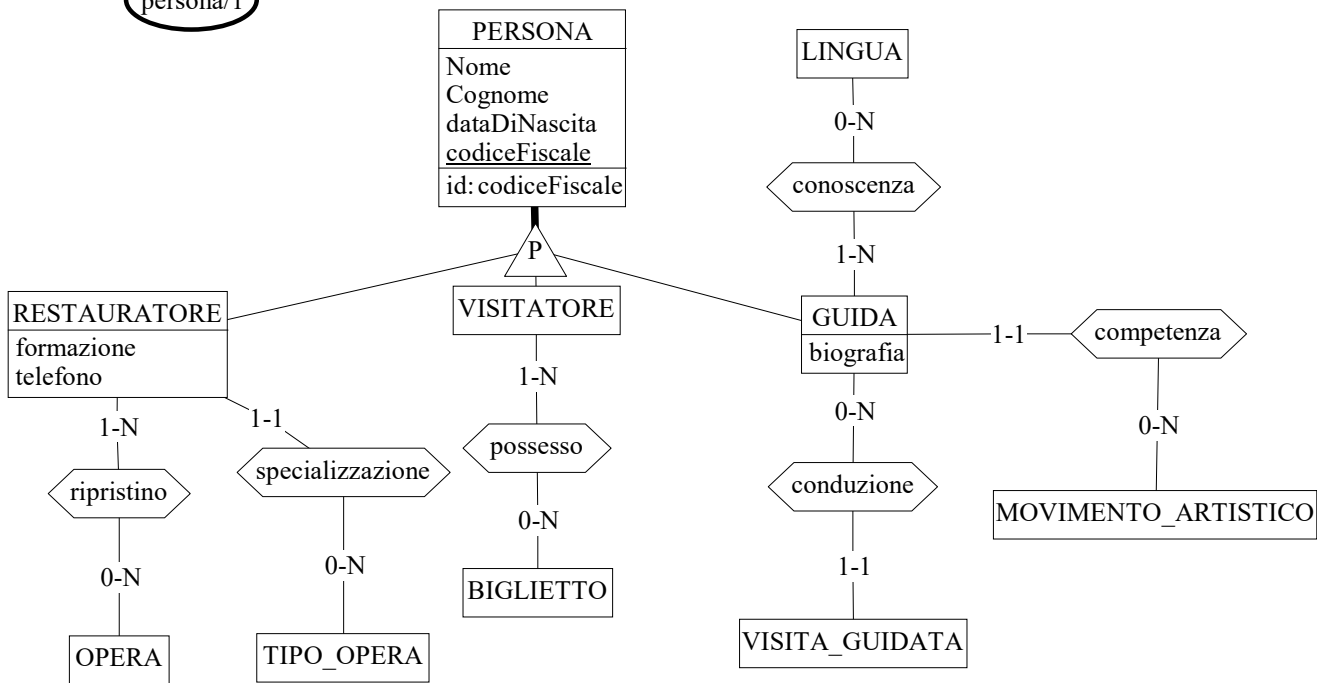 persona/1
PERSONA
Nome
Cognome
dataDiNascita
codiceFiscale
id: codiceFiscale
LINGUA
0-N
conoscenza
1-N
P
RESTAURATORE
formazione
telefono
VISITATORE
GUIDA
biografia
1-1
competenza
1-N
1-1
1-N
0-N
0-N
ripristino
specializzazione
possesso
conduzione
MOVIMENTO_ARTISTICO
0-N
0-N
0-N
1-1
OPERA
TIPO_OPERA
BIGLIETTO
VISITA_GUIDATA